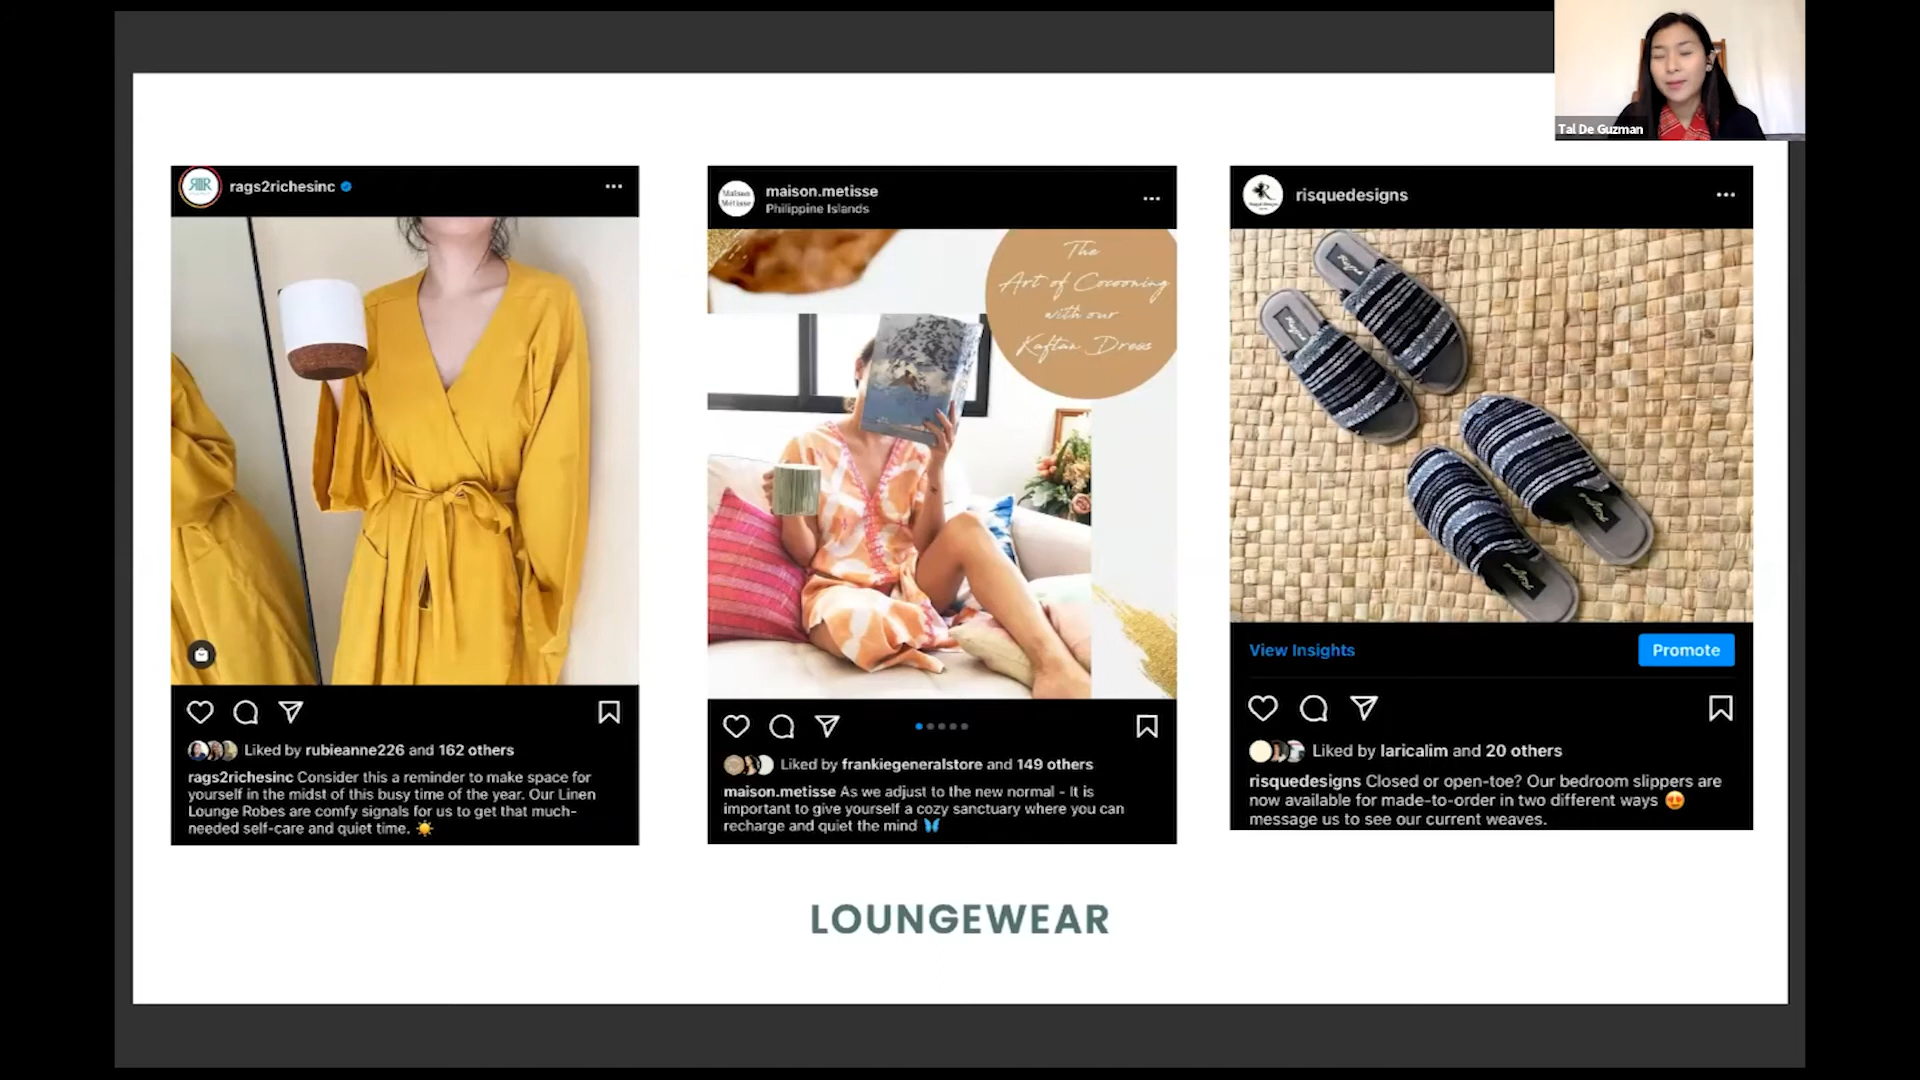 Tal De Guzman
rags2richesinc
Liked by rubieanne226 and 162 others
rags2richesinc Consider this a reminder to make space for
yourself in the midst of this busy time of the year. Our Linen
Lounge Robes are comfy signals for us to get that much-
needed self-care and quiet time. ☀️
maison.metisse
Philippine Islands
Maison
Métisse
The
Art of Cocooning
with our
Kaftan Dress
Liked by frankiegeneralstore and 149 others
maison.metisse As we adjust to the new normal - It is
important to give yourself a cozy sanctuary where you can
recharge and quiet the mind 🦋
risquedesigns
View Insights
Promote
Liked by laricalim and 20 others
risquedesigns Closed or open-toe? Our bedroom slippers are
now available for made-to-order in two different ways 😍
message us to see our current weaves.
LOUNGEWEAR